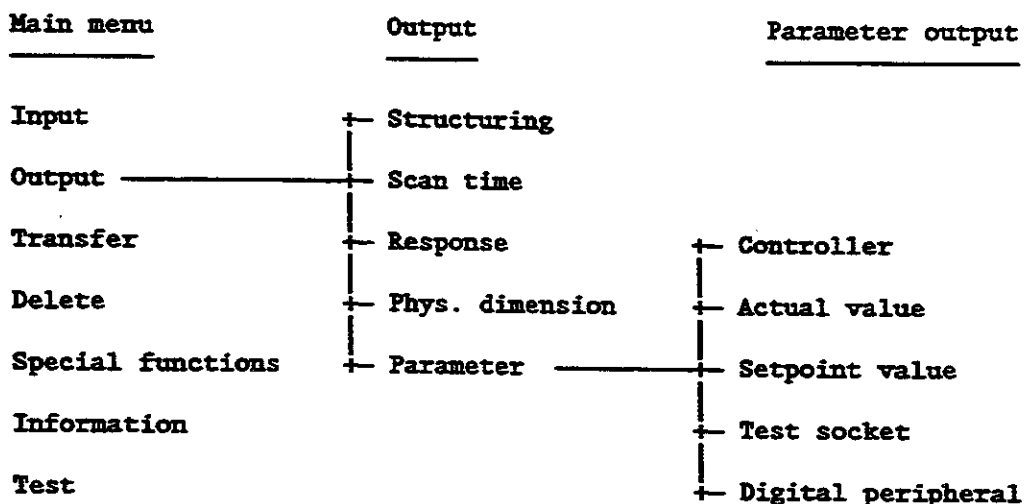 Main menu Output Parameter output
Input Structuring
Output Scan time
Transfer Response Controller
Delete Phys. dimension Actual value
Special functions Parameter Setpoint value
Information Test socket
Test Digital peripheral